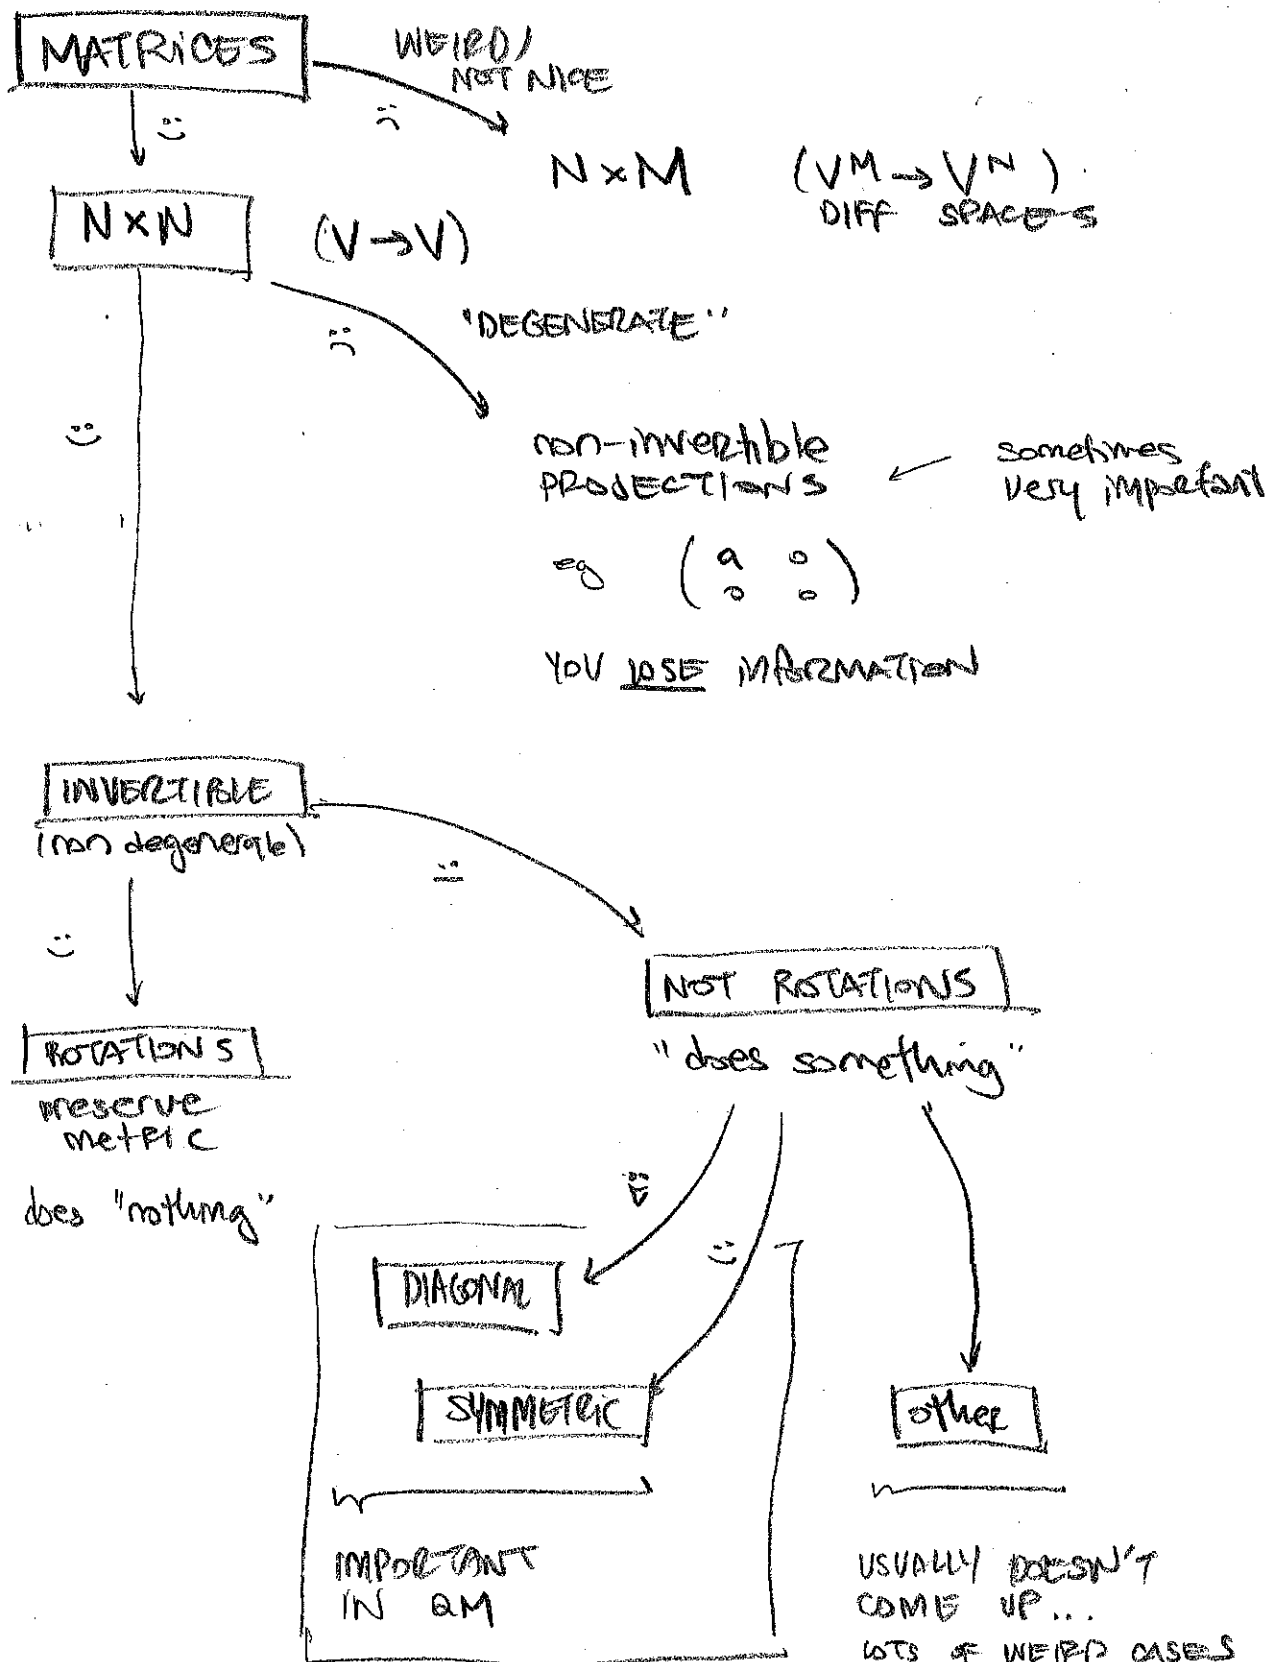 MATRICES
WEIRD/
NOT NICE
N×M (V^M → V^N)
DIFF SPACES
N×N (V→V)
"DEGENERATE"
non-invertible
PROJECTIONS
sometimes
very important
eg ( a 0
0 0 )
YOU LOSE INFORMATION
INVERTIBLE
(non degenerate)
NOT ROTATIONS
"does something"
ROTATIONS
preserve
metric
does "nothing"
DIAGONAL
SYMMETRIC
other
IMPORTANT
IN QM
USUALLY DOESN'T
COME UP...
LOTS OF WEIRD CASES